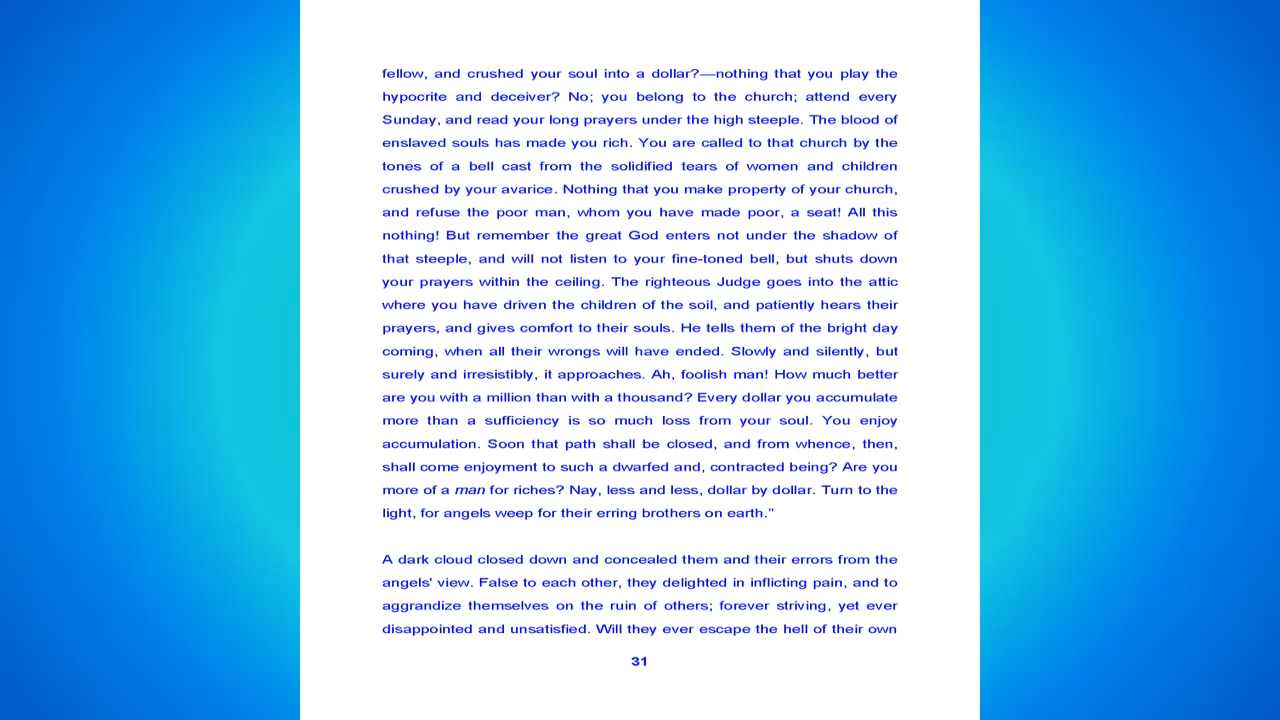 fellow, and crushed your soul into a dollar?—nothing that you play the
hypocrite and deceiver? No; you belong to the church; attend every
Sunday, and read your long prayers under the high steeple. The blood of
enslaved souls has made you rich. You are called to that church by the
tones of a bell cast from the solidified tears of women and children
crushed by your avarice. Nothing that you make property of your church,
and refuse the poor man, whom you have made poor, a seat! All this
nothing! But remember the great God enters not under the shadow of
that steeple, and will not listen to your fine-toned bell, but shuts down
your prayers within the ceiling. The righteous Judge goes into the attic
where you have driven the children of the soil, and patiently hears their
prayers, and gives comfort to their souls. He tells them of the bright day
coming, when all their wrongs will have ended. Slowly and silently, but
surely and irresistibly, it approaches. Ah, foolish man! How much better
are you with a million than with a thousand? Every dollar you accumulate
more than a sufficiency is so much loss from your soul. You enjoy
accumulation. Soon that path shall be closed, and from whence, then,
shall come enjoyment to such a dwarfed and, contracted being? Are you
more of a man for riches? Nay, less and less, dollar by dollar. Turn to the
light, for angels weep for their erring brothers on earth."
A dark cloud closed down and concealed them and their errors from the
angels' view. False to each other, they delighted in inflicting pain, and to
aggrandize themselves on the ruin of others; forever striving, yet ever
disappointed and unsatisfied. Will they ever escape the hell of their own
31